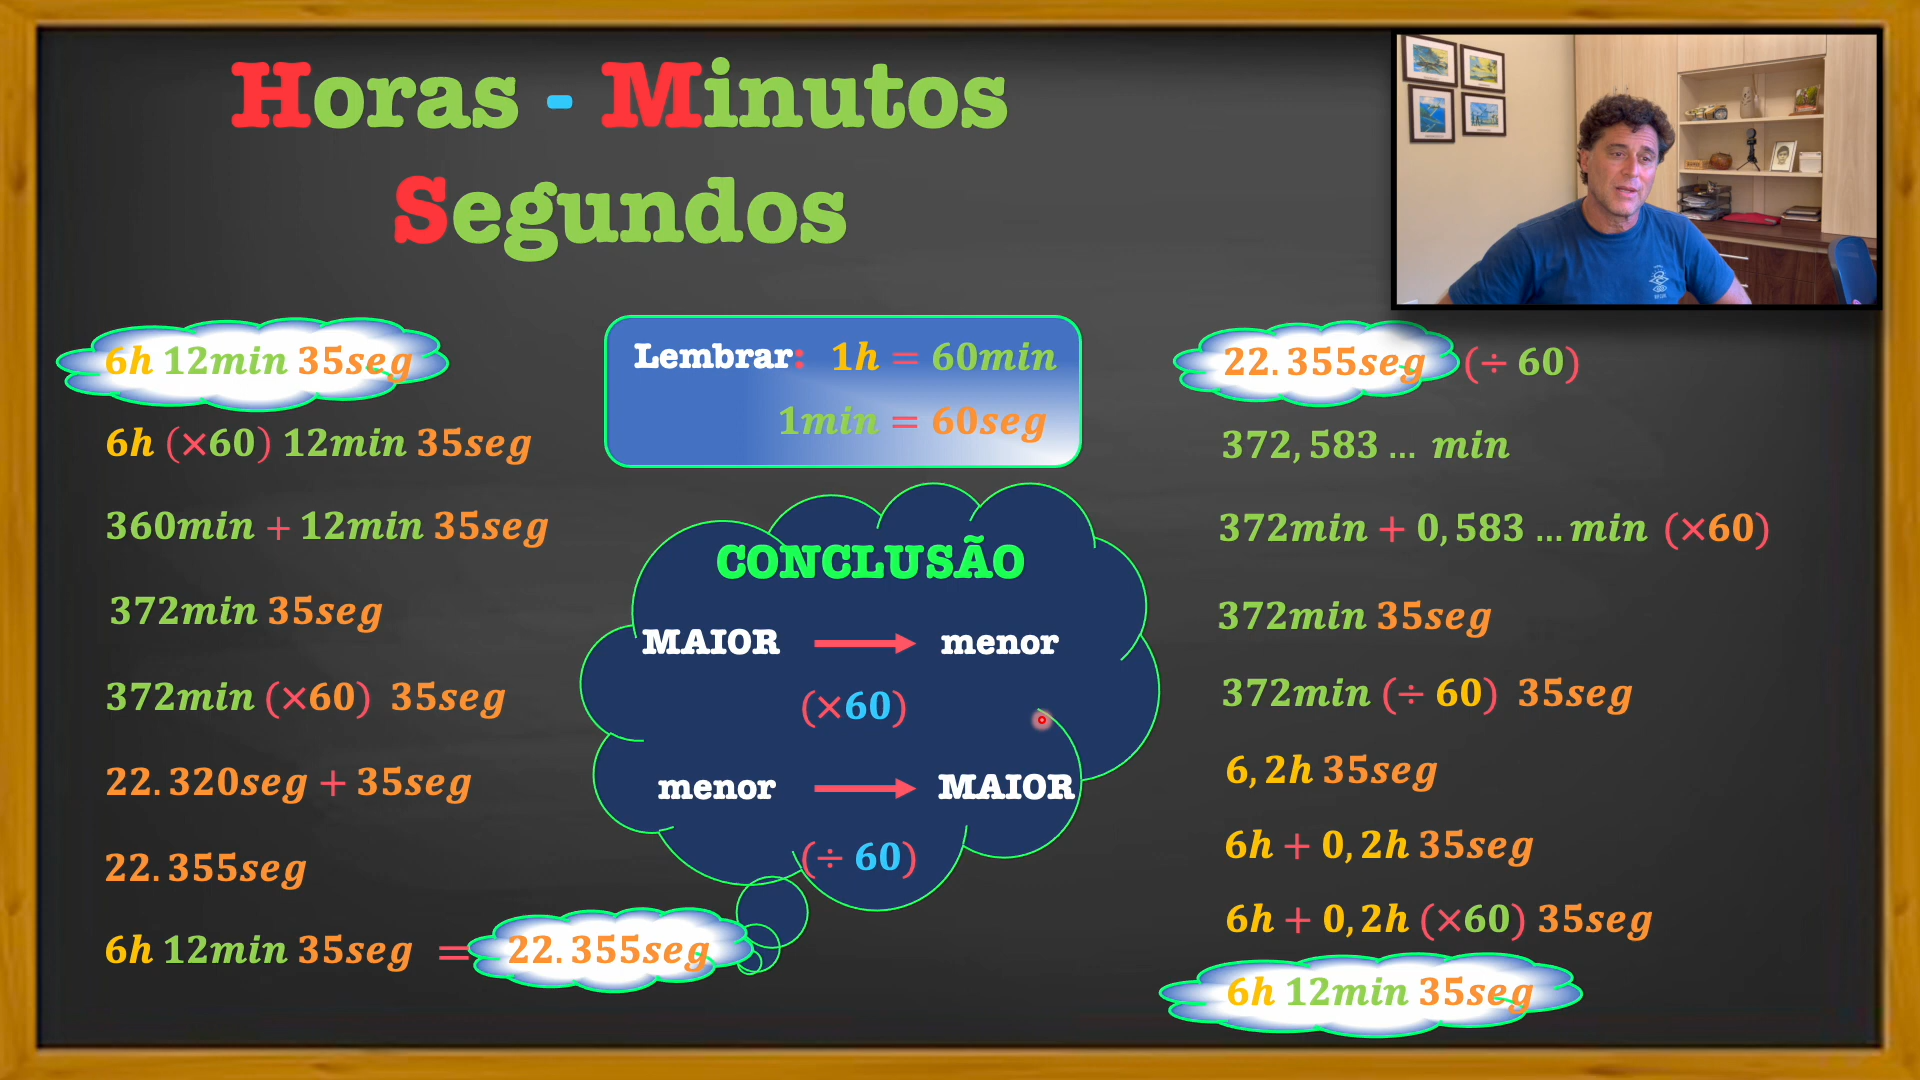 Horas - Minutos
Segundos
6h 12min 35seg
6h (×60) 12min 35seg
360min + 12min 35seg
372min 35seg
372min (×60) 35seg
22.320seg + 35seg
22.355seg
6h 12min 35seg = 22.355seg
Lembrar: 1h = 60min
1min = 60seg
CONCLUSÃO
MAIOR → menor
(×60)
menor → MAIOR
(÷ 60)
22.355seg (÷ 60)
372,583 ... min
372min + 0,583 ... min (×60)
372min 35seg
372min (÷ 60) 35seg
6,2h 35seg
6h + 0,2h 35seg
6h + 0,2h (×60) 35seg
6h 12min 35seg